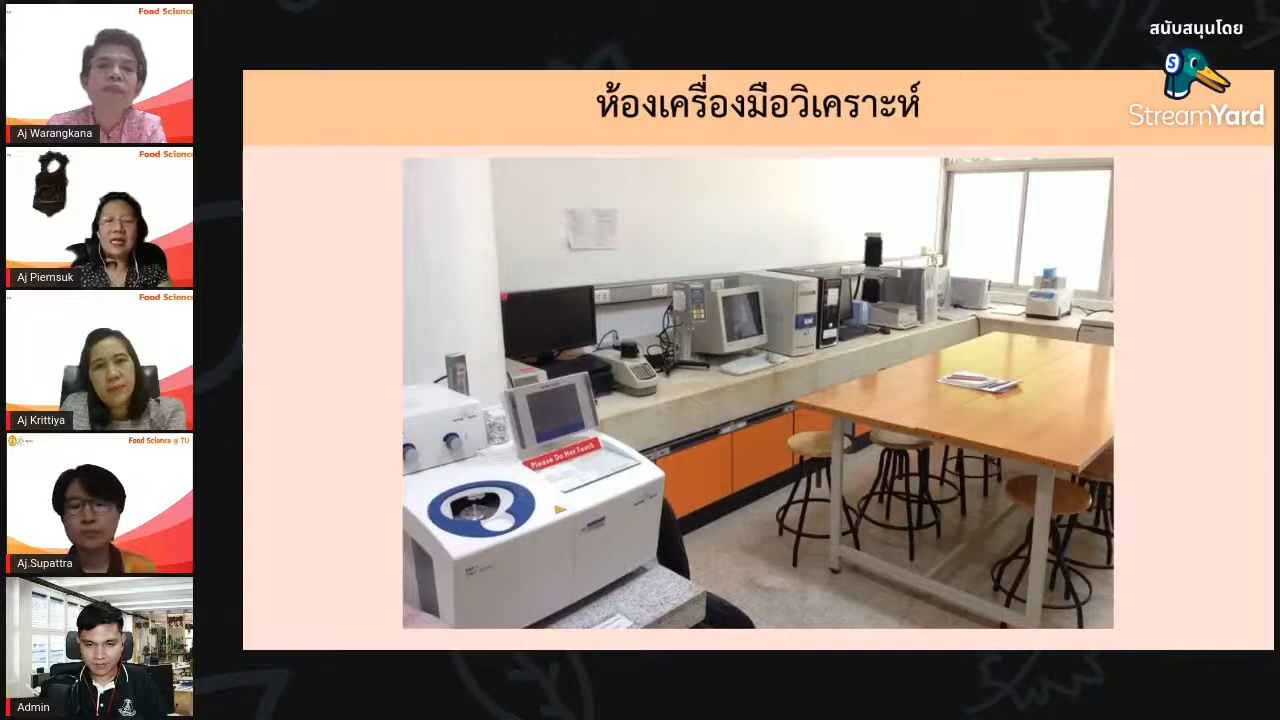 Food Science
Aj Warangkana
Food Science
Aj Piemsuk
Food Science
Aj Krittiya
Food Science @ TU
Aj.Supattra
Admin
ห้องเครื่องมือวิเคราะห์
Please Do Not Touch
สนับสนุนโดย
S
StreamYard